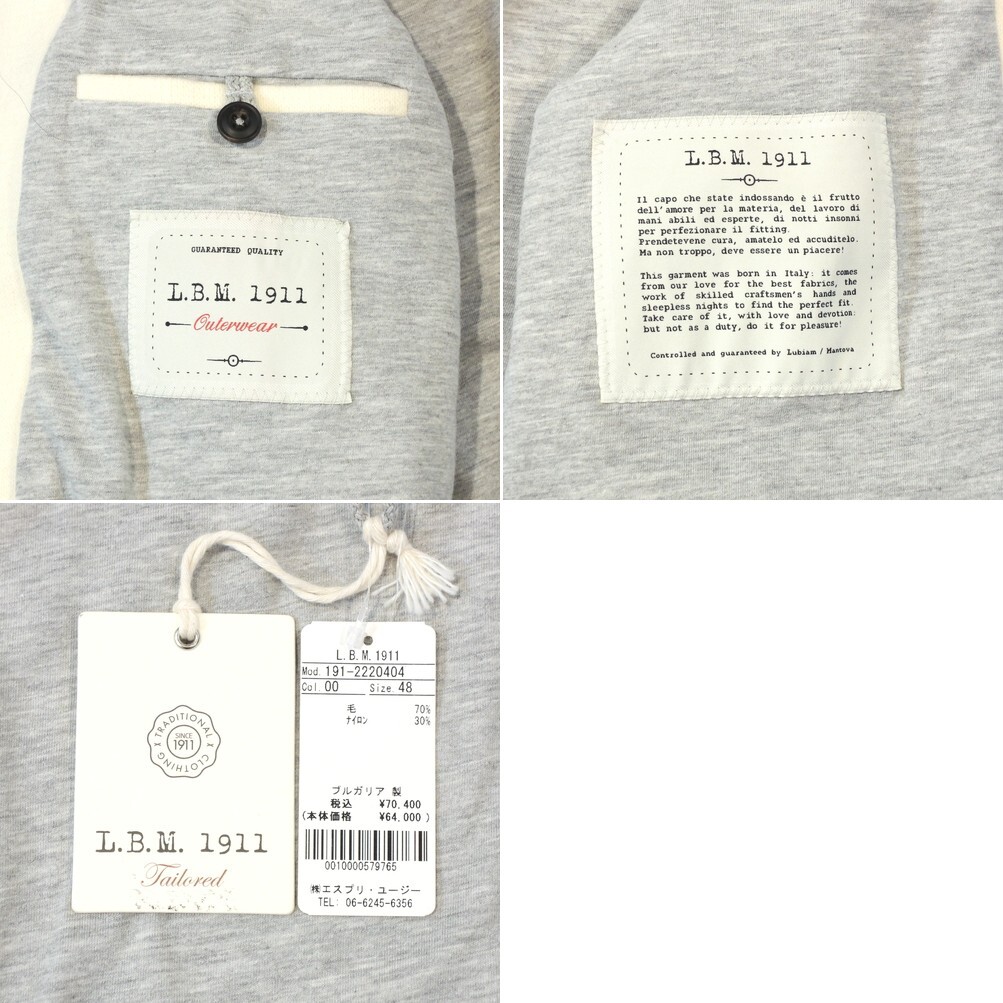 GUARANTEED QUALITY
L.B.M. 1911
Outerwear
L.B.M. 1911
Il capo che state indossando è il frutto
dell'amore per la materia, del lavoro di
mani abili ed esperte, di notti insonni
per perfezionare il fitting.
Prendetevene cura, amatelo ed accuditelo.
Ma non troppo, deve essere un piacere!
This garment was born in Italy: it comes
from our love for the best fabrics, the
work of skilled craftsmen's hands and
sleepless nights to find the perfect fit.
Take care of it, with love and devotion:
but not as a duty, do it for pleasure!
Controlled and guaranteed by Lubiam / Mantova
TRADITIONAL X CLOTHING X
SINCE
1911
L.B.M. 1911
Tailored
L.B.M.1911
Mod. 191-2220404
Col. 00 Size. 48
毛 70%
ナイロン 30%
ブルガリア 製
税込 ¥70,400
(本体価格 ¥64,000 )
0010000579765
㈱エスプリ・ユージー
TEL: 06-6245-6356